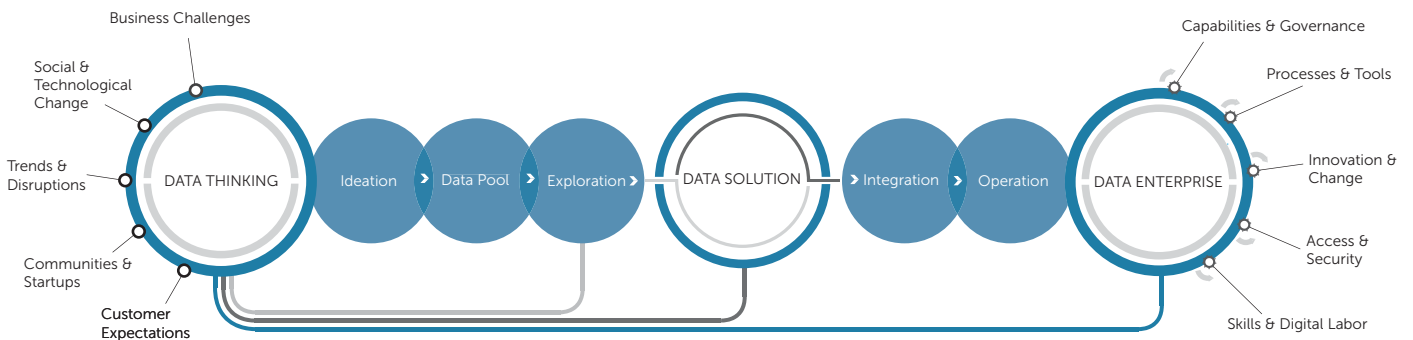 Business Challenges
Social &
Technological
Change
Trends &
Disruptions
Communities &
Startups
Customer
Expectations
DATA THINKING
Ideation
Data Pool
Exploration
DATA SOLUTION
Integration
Operation
DATA ENTERPRISE
Capabilities & Governance
Processes & Tools
Innovation &
Change
Access &
Security
Skills & Digital Labor